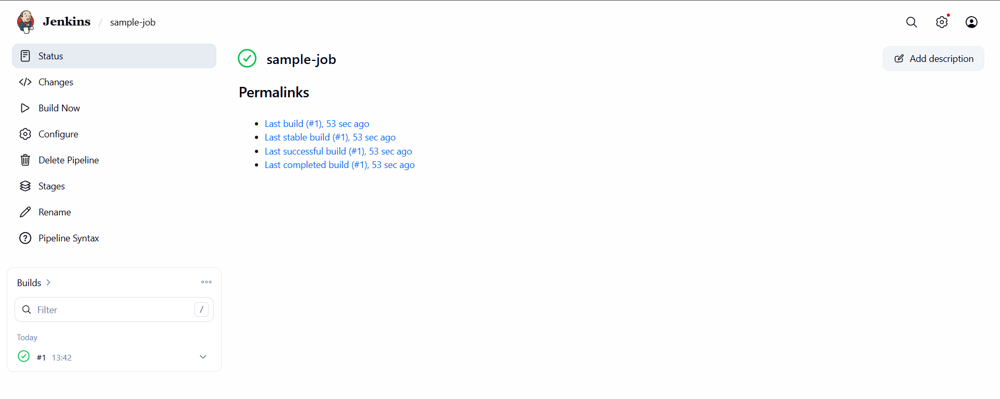 Jenkins / sample-job
Status
Changes
Build Now
Configure
Delete Pipeline
Stages
Rename
Pipeline Syntax
Builds
Filter /
Today
#1 13:42
sample-job
Add description
Permalinks
Last build (#1), 53 sec ago
Last stable build (#1), 53 sec ago
Last successful build (#1), 53 sec ago
Last completed build (#1), 53 sec ago